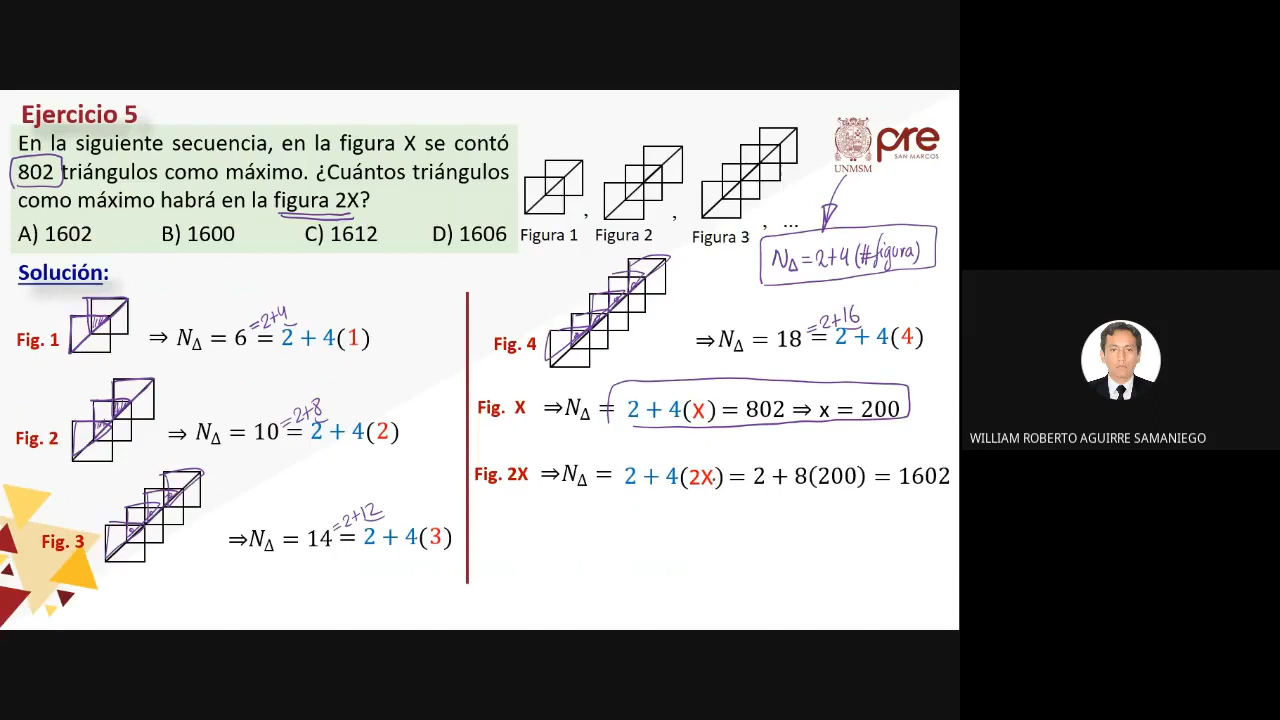 Ejercicio 5
En la siguiente secuencia, en la figura X se contó
802 triángulos como máximo. ¿Cuántos triángulos
como máximo habrá en la figura 2X?
A) 1602 B) 1600 C) 1612 D) 1606
Figura 1 , Figura 2 , Figura 3 , ...
UNMSM
pre
SAN MARCOS
N△ = 2+4 (#figura)
Solución:
Fig. 1 ⇒ N△ = 6 = 2 + 4(1)
=2+4
Fig. 2 ⇒ N△ = 10 = 2 + 4(2)
=2+8
Fig. 3 ⇒N△ = 14 = 2 + 4(3)
=2+12
Fig. 4 ⇒N△ = 18 = 2 + 4(4)
=2+16
Fig. X ⇒N△ = 2 + 4(X) = 802 ⇒ x = 200
Fig. 2X ⇒N△ = 2 + 4(2X) = 2 + 8(200) = 1602
WILLIAM ROBERTO AGUIRRE SAMANIEGO